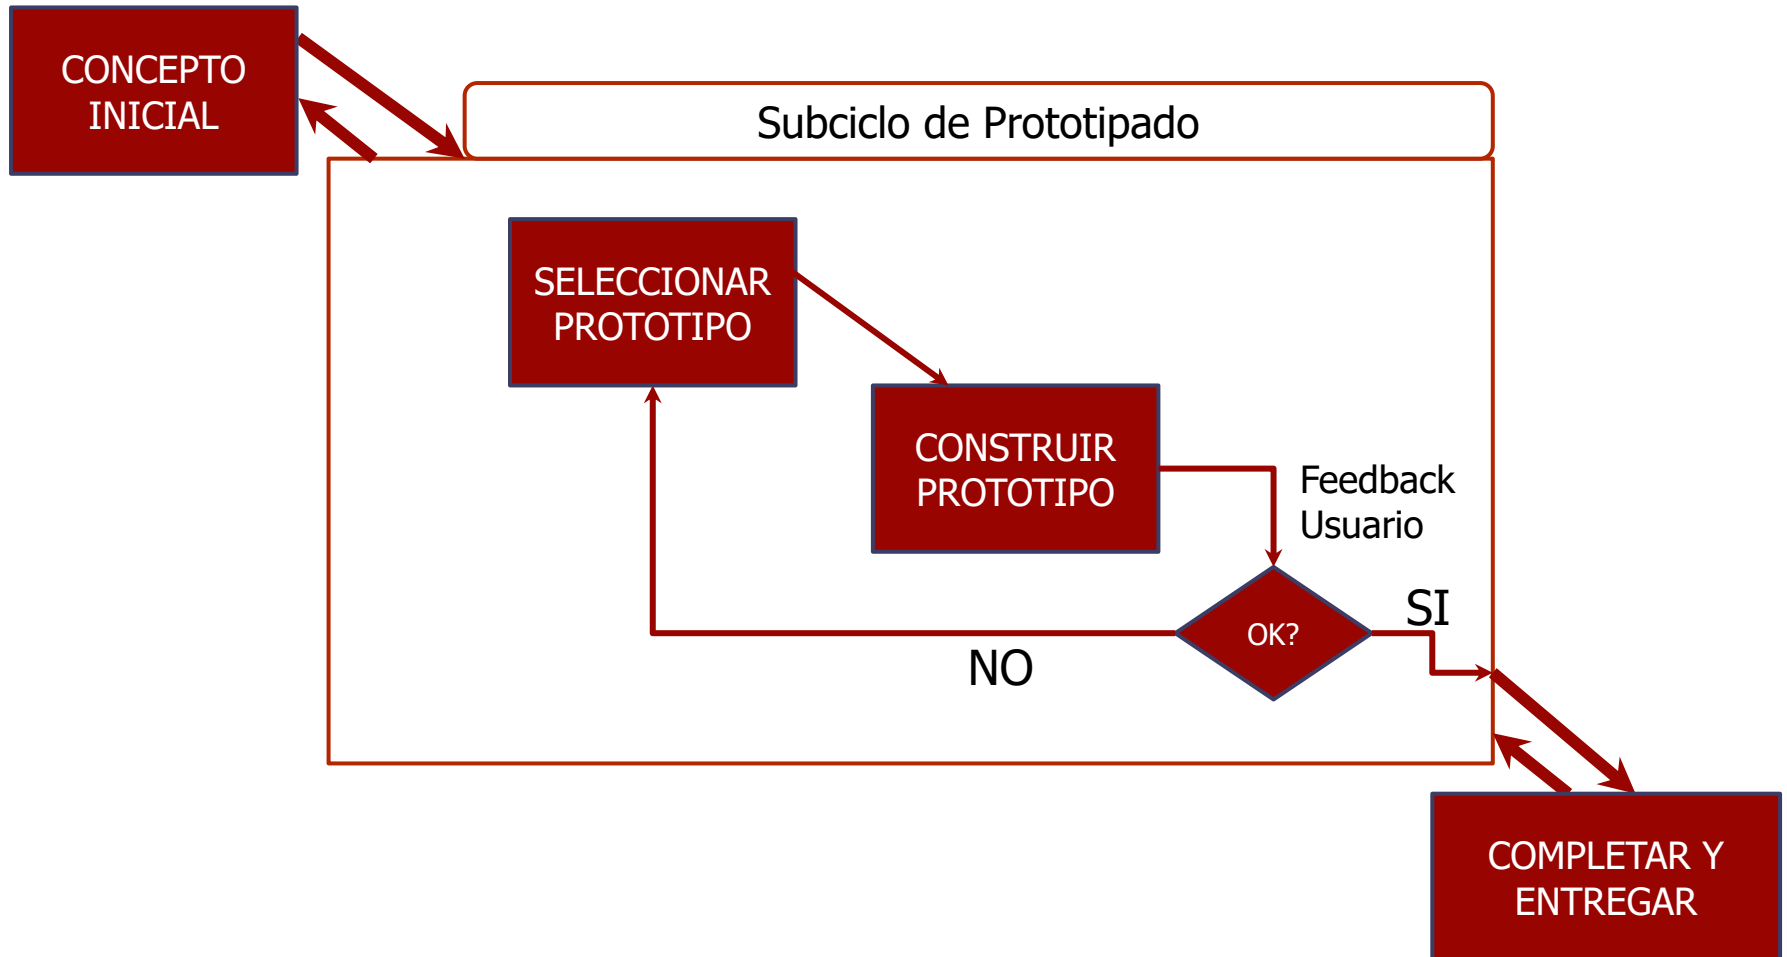 CONCEPTO
INICIAL
Subciclo de Prototipado
SELECCIONAR
PROTOTIPO
CONSTRUIR
PROTOTIPO
Feedback
Usuario
OK?
SI
NO
COMPLETAR Y
ENTREGAR